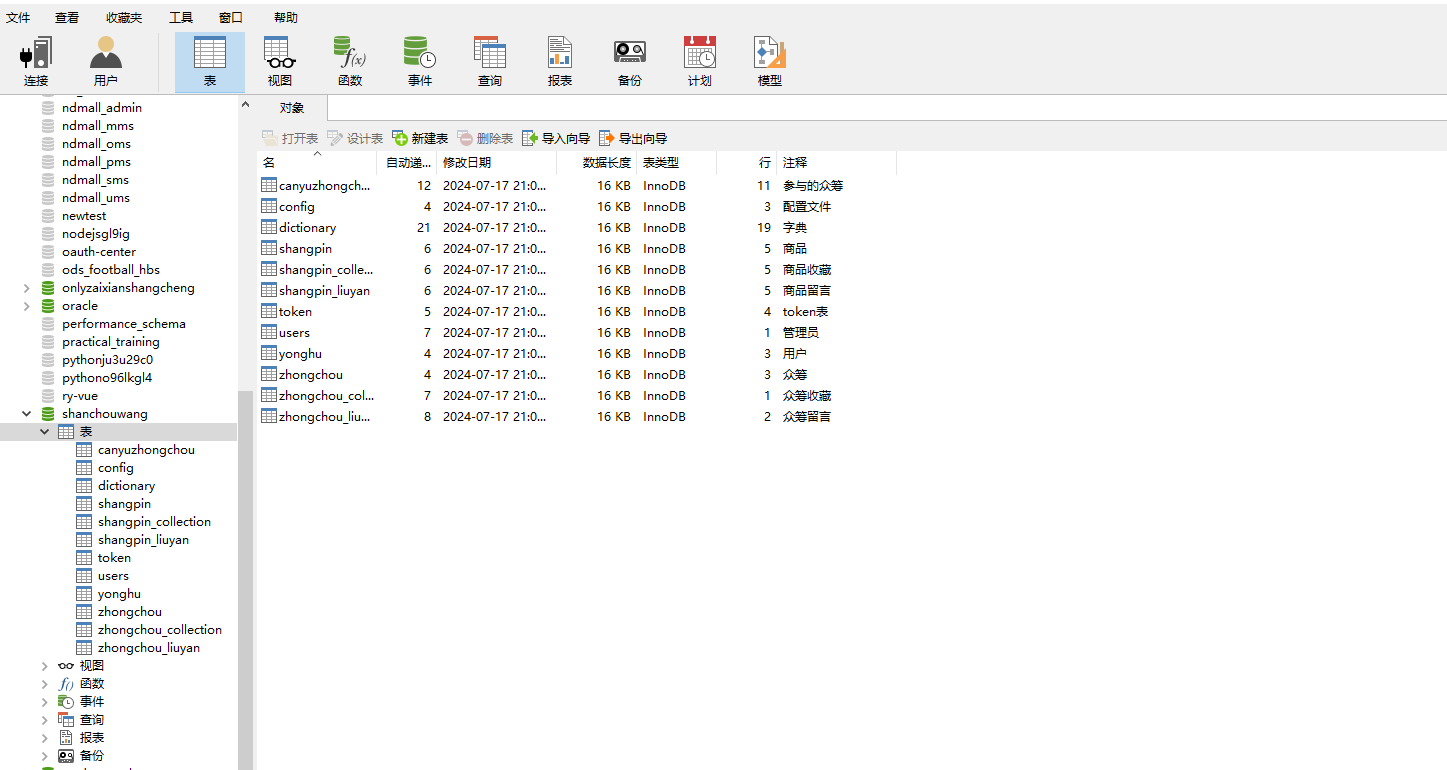 文件 查看 收藏夹 工具 窗口 帮助
连接 用户 表 视图 函数 事件 查询 报表 备份 计划 模型
ndmall_admin
ndmall_mms
ndmall_oms
ndmall_pms
ndmall_sms
ndmall_ums
newtest
nodejsgl9ig
oauth-center
ods_football_hbs
onlyzaixianshangcheng
oracle
performance_schema
practical_training
pythonju3u29c0
pythono96lkgl4
ry-vue
shanchouwang
表
canyuzhongchou
config
dictionary
shangpin
shangpin_collection
shangpin_liuyan
token
users
yonghu
zhongchou
zhongchou_collection
zhongchou_liuyan
视图
函数
事件
查询
报表
备份
对象
打开表 设计表 新建表 删除表 导入向导 导出向导
名 自动递... 修改日期 数据长度 表类型 行 注释
canyuzhongch... 12 2024-07-17 21:0... 16 KB InnoDB 11 参与的众筹
config 4 2024-07-17 21:0... 16 KB InnoDB 3 配置文件
dictionary 21 2024-07-17 21:0... 16 KB InnoDB 19 字典
shangpin 6 2024-07-17 21:0... 16 KB InnoDB 5 商品
shangpin_colle... 6 2024-07-17 21:0... 16 KB InnoDB 5 商品收藏
shangpin_liuyan 6 2024-07-17 21:0... 16 KB InnoDB 5 商品留言
token 5 2024-07-17 21:0... 16 KB InnoDB 4 token表
users 7 2024-07-17 21:0... 16 KB InnoDB 1 管理员
yonghu 4 2024-07-17 21:0... 16 KB InnoDB 3 用户
zhongchou 4 2024-07-17 21:0... 16 KB InnoDB 3 众筹
zhongchou_col... 7 2024-07-17 21:0... 16 KB InnoDB 1 众筹收藏
zhongchou_liu... 8 2024-07-17 21:0... 16 KB InnoDB 2 众筹留言